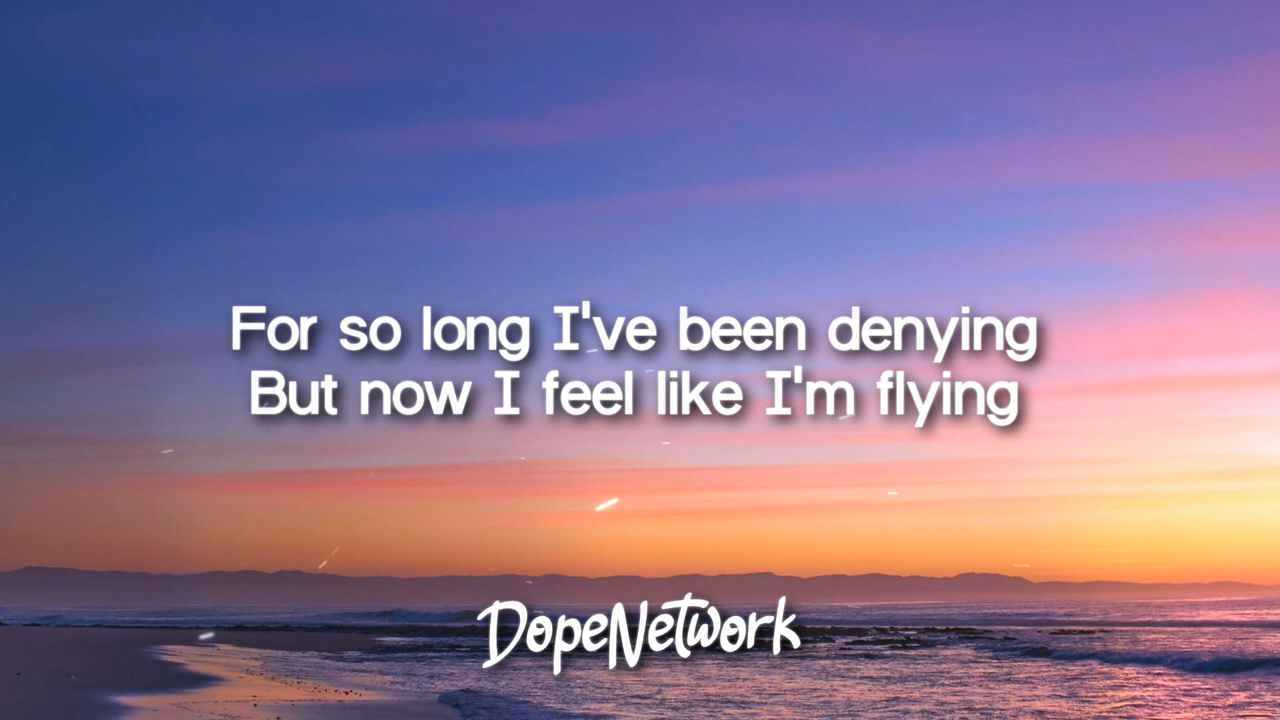 For so long I've been denying
But now I feel like I'm flying
DopeNetwork